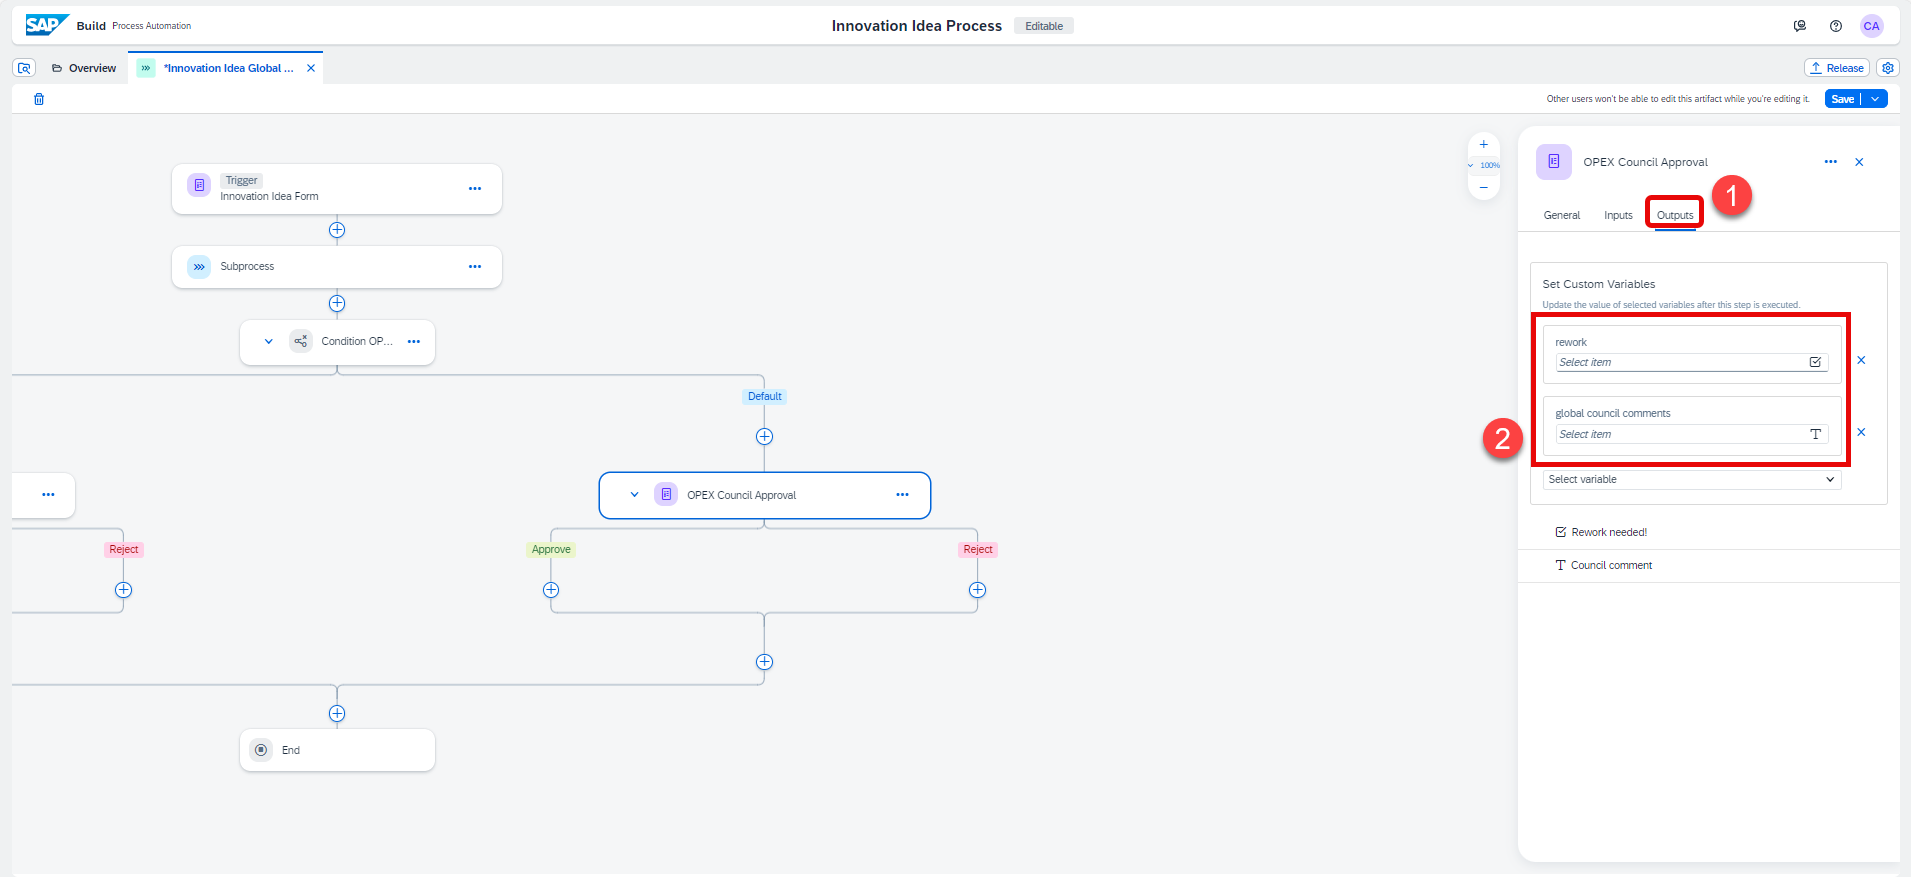 SAP Build Process Automation
Innovation Idea Process Editable
CA
Overview
*Innovation Idea Global ...
Release
Other users won't be able to edit this artifact while you're editing it.
Save
Trigger
Innovation Idea Form
Subprocess
Condition OP...
Default
OPEX Council Approval
Reject
Approve
Reject
End
100%
OPEX Council Approval
1
General Inputs Outputs
Set Custom Variables
Update the value of selected variables after this step is executed.
rework
Select item
global council comments
Select item
2
Select variable
Rework needed!
Council comment